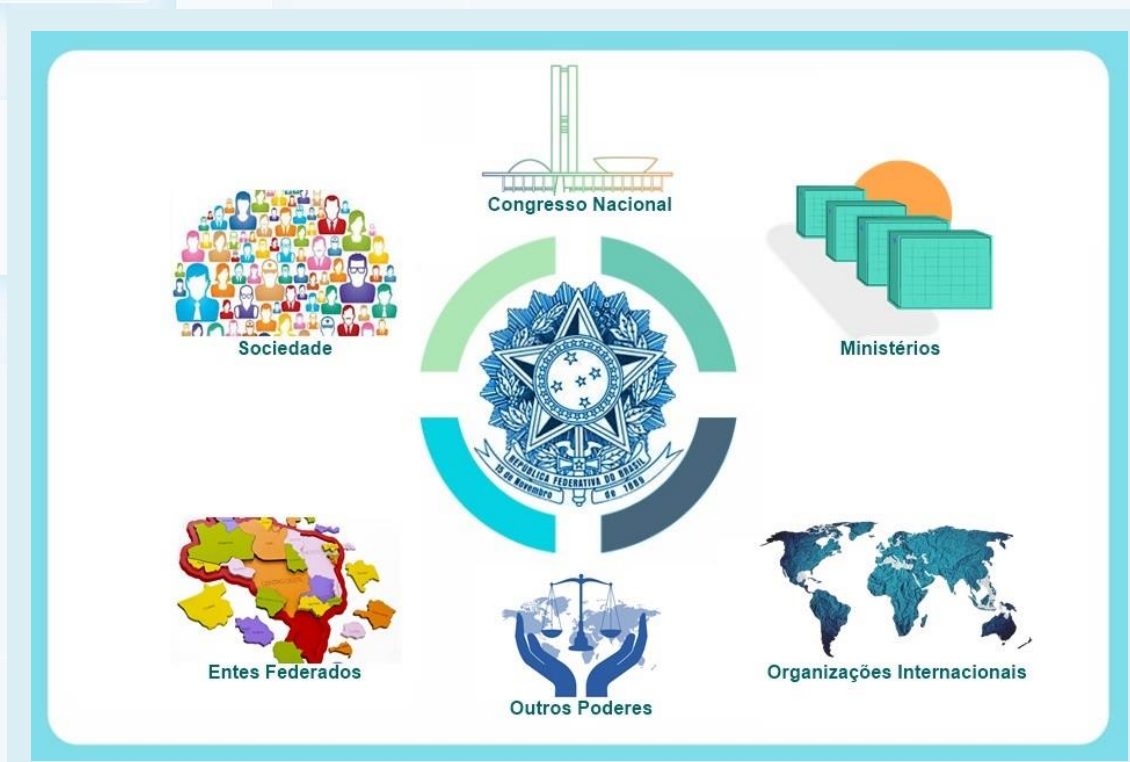 Congresso Nacional
Sociedade
Ministérios
REPÚBLICA FEDERATIVA DO BRASIL
15 de Novembro de 1889
Entes Federados
Outros Poderes
Organizações Internacionais